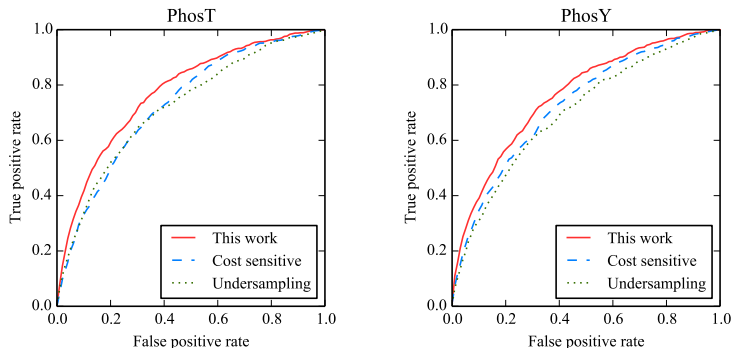 PhosT
PhosY
1.0
0.8
0.6
0.4
0.2
0.0
True positive rate
0.0 0.2 0.4 0.6 0.8 1.0
False positive rate
This work
Cost sensitive
Undersampling
1.0
0.8
0.6
0.4
0.2
0.0
True positive rate
0.0 0.2 0.4 0.6 0.8 1.0
False positive rate
This work
Cost sensitive
Undersampling